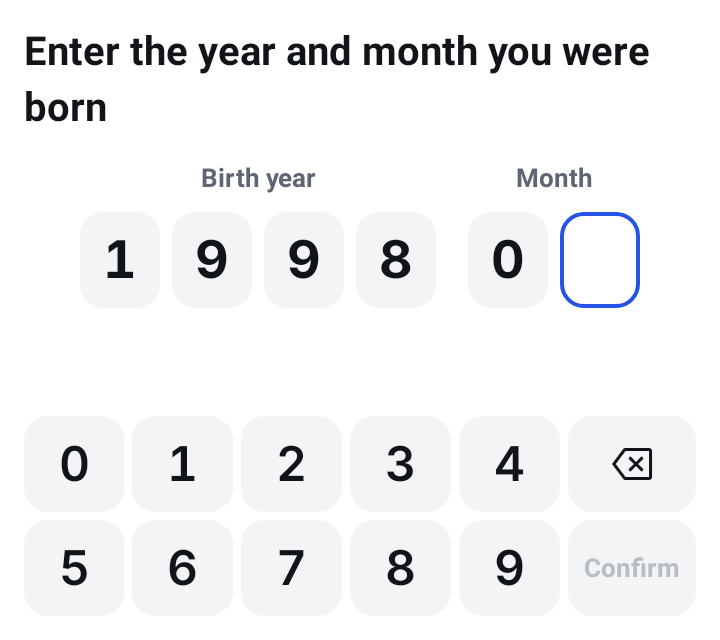 Enter the year and month you were
born
Birth year Month
1 9 9 8 0
0 1 2 3 4
5 6 7 8 9 Confirm